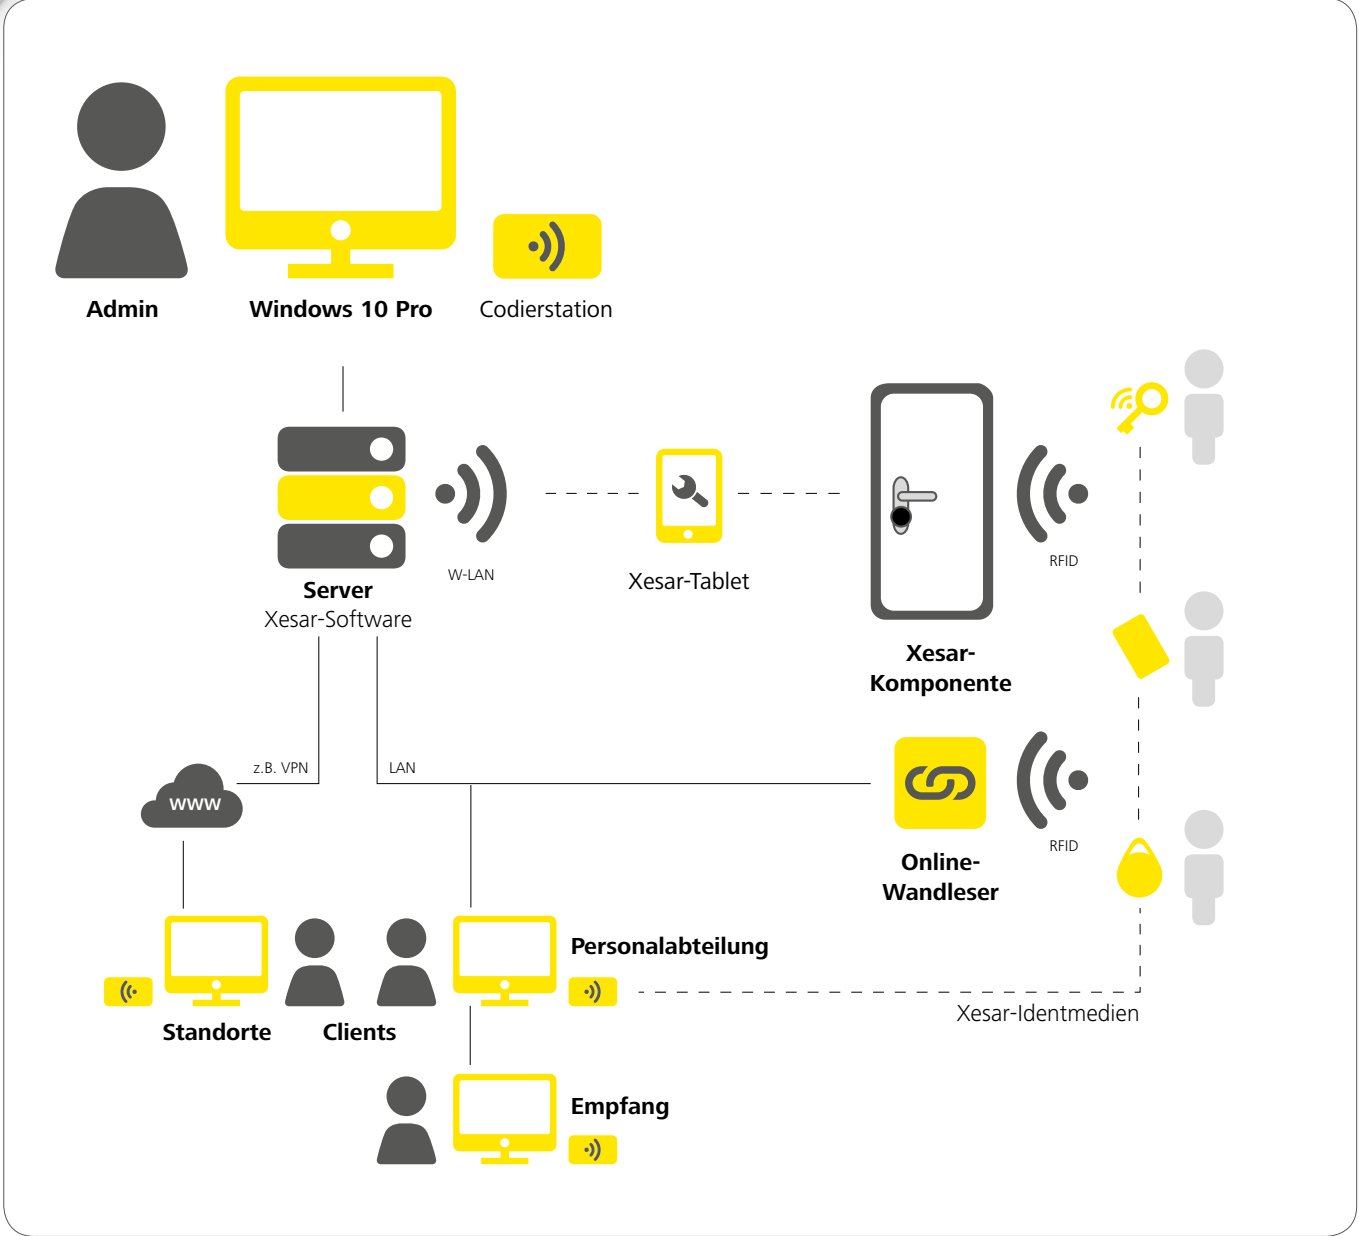 Admin
Windows 10 Pro
Codierstation
W-LAN
Server
Xesar-Software
Xesar-Tablet
RFID
Xesar-
Komponente
z.B. VPN
LAN
www
RFID
Online-
Wandleser
Personalabteilung
Xesar-Identmedien
Standorte
Clients
Empfang